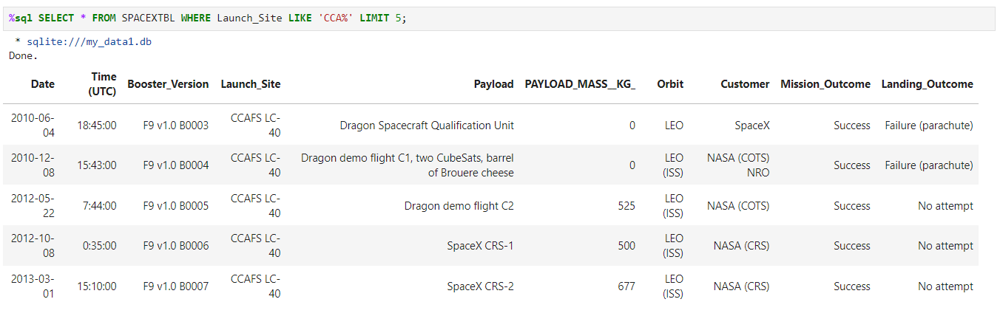 %sql SELECT * FROM SPACEXTBL WHERE Launch_Site LIKE 'CCA%' LIMIT 5;
* sqlite:///my_data1.db
Done.
Date Time (UTC) Booster_Version Launch_Site Payload PAYLOAD_MASS__KG_ Orbit Customer Mission_Outcome Landing_Outcome
2010-06-04 18:45:00 F9 v1.0 B0003 CCAFS LC-40 Dragon Spacecraft Qualification Unit 0 LEO SpaceX Success Failure (parachute)
2010-12-08 15:43:00 F9 v1.0 B0004 CCAFS LC-40 Dragon demo flight C1, two CubeSats, barrel of Brouere cheese 0 LEO (ISS) NASA (COTS) NRO Success Failure (parachute)
2012-05-22 7:44:00 F9 v1.0 B0005 CCAFS LC-40 Dragon demo flight C2 525 LEO (ISS) NASA (COTS) Success No attempt
2012-10-08 0:35:00 F9 v1.0 B0006 CCAFS LC-40 SpaceX CRS-1 500 LEO (ISS) NASA (CRS) Success No attempt
2013-03-01 15:10:00 F9 v1.0 B0007 CCAFS LC-40 SpaceX CRS-2 677 LEO (ISS) NASA (CRS) Success No attempt